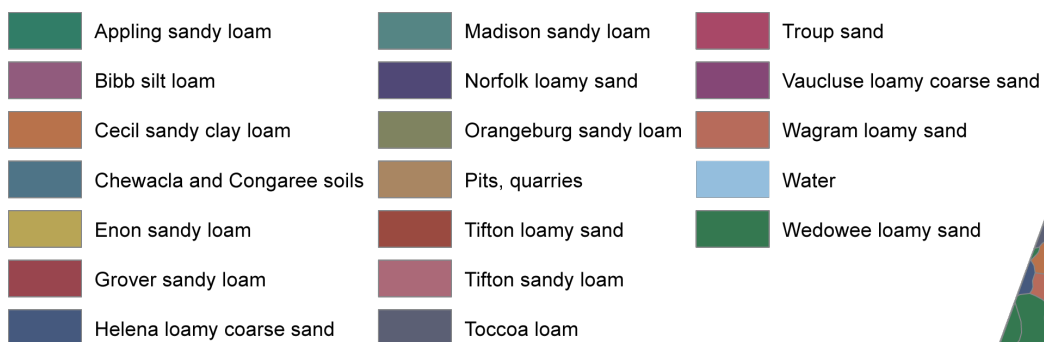 Appling sandy loam
Bibb silt loam
Cecil sandy clay loam
Chewacla and Congaree soils
Enon sandy loam
Grover sandy loam
Helena loamy coarse sand
Madison sandy loam
Norfolk loamy sand
Orangeburg sandy loam
Pits, quarries
Tifton loamy sand
Tifton sandy loam
Toccoa loam
Troup sand
Vaucluse loamy coarse sand
Wagram loamy sand
Water
Wedowee loamy sand